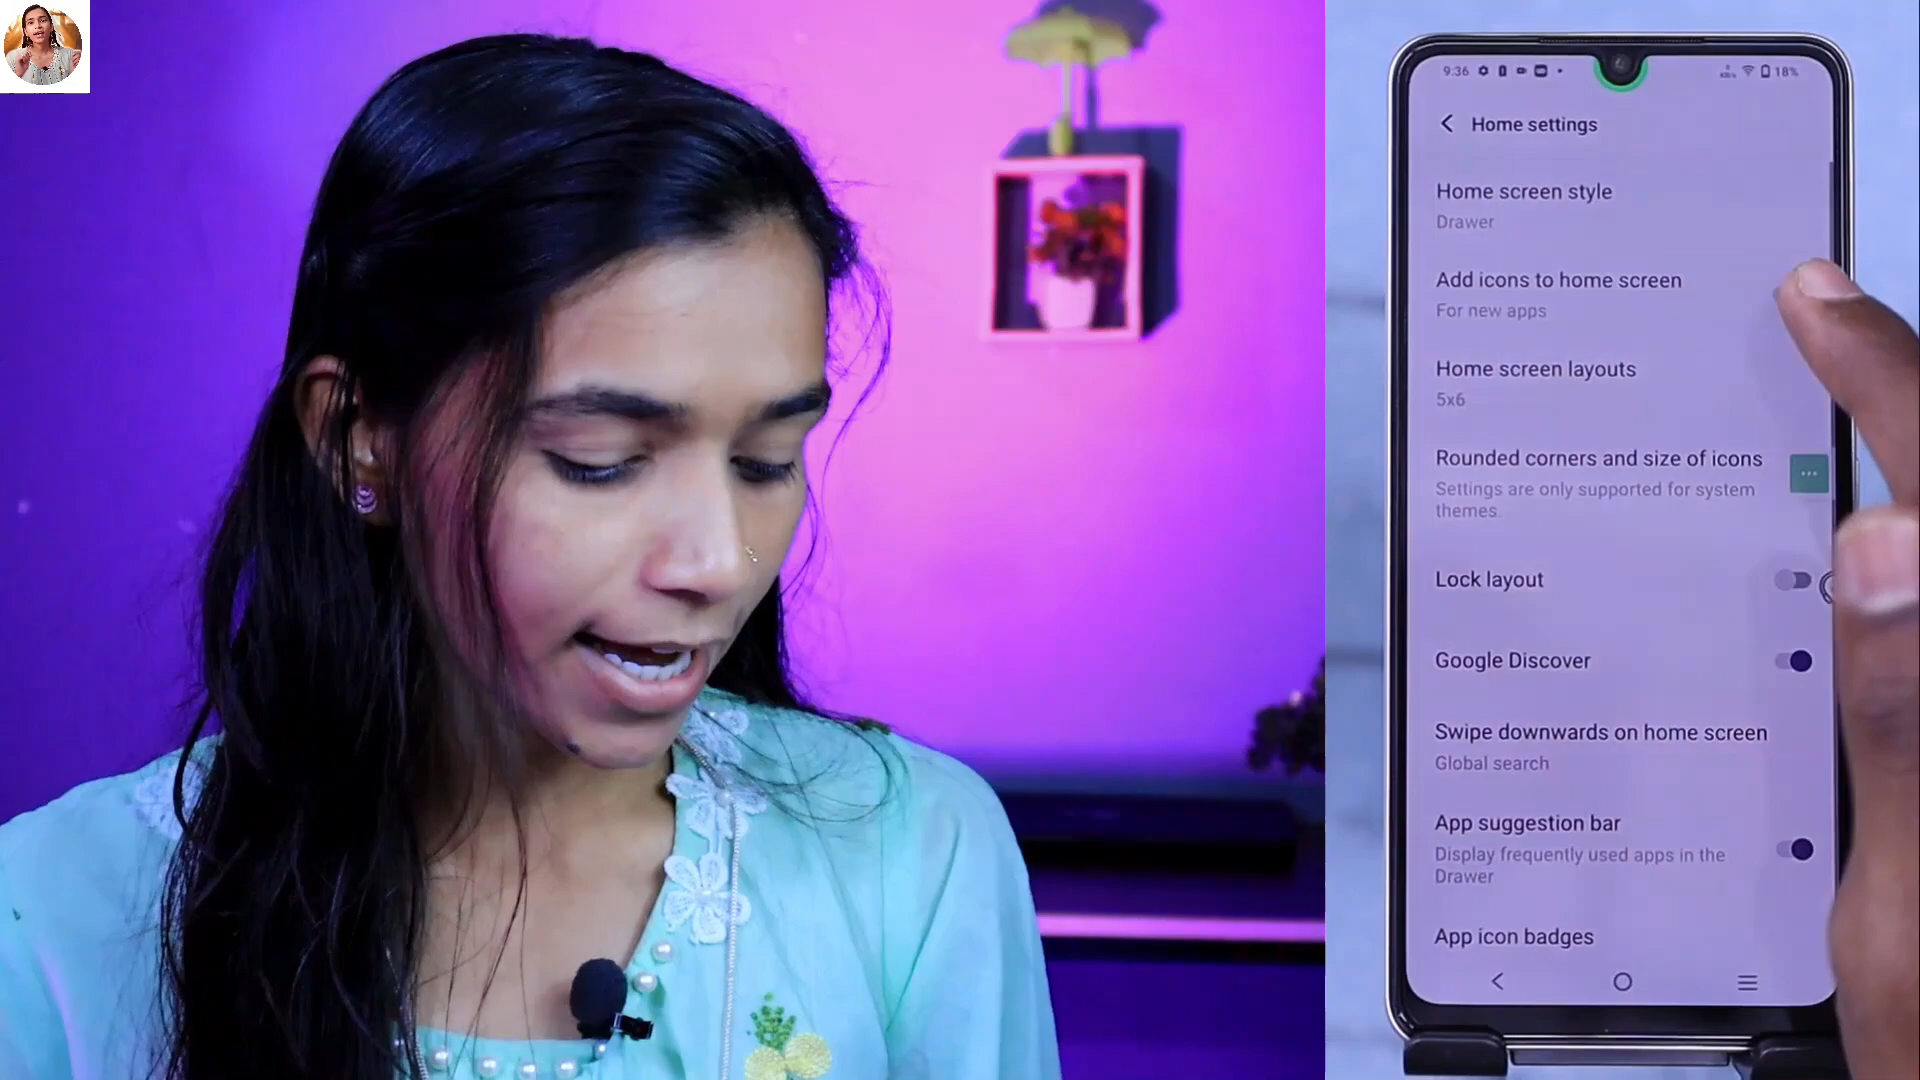 9:36
18%
Home settings
Home screen style
Drawer
Add icons to home screen
For new apps
Home screen layouts
5x6
Rounded corners and size of icons
Settings are only supported for system
themes.
Lock layout
Google Discover
Swipe downwards on home screen
Global search
App suggestion bar
Display frequently used apps in the
Drawer
App icon badges